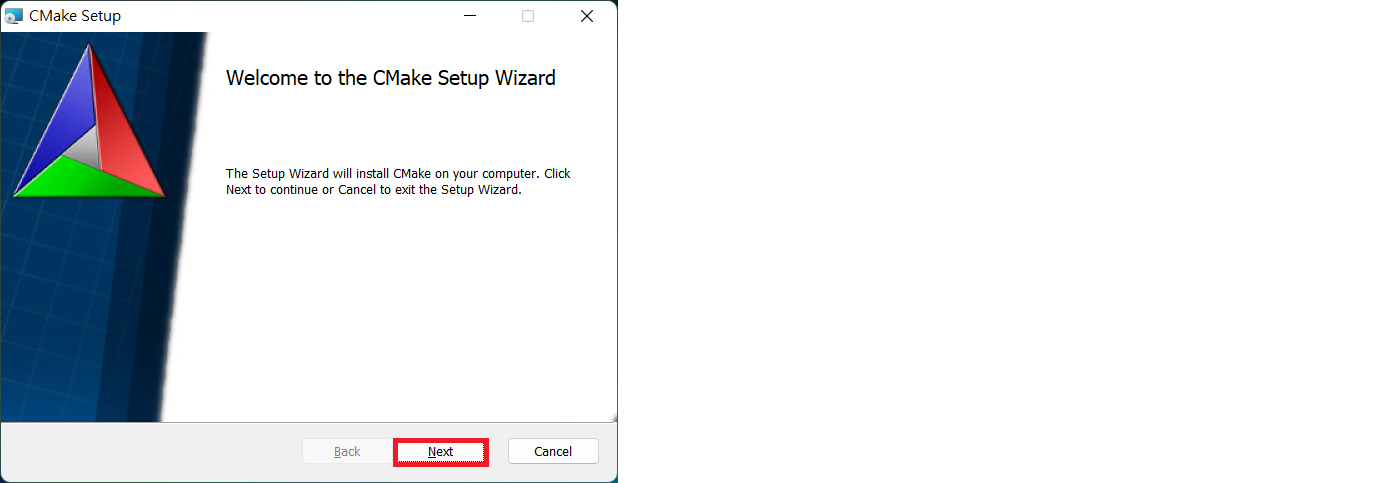 CMake Setup
Welcome to the CMake Setup Wizard
The Setup Wizard will install CMake on your computer. Click
Next to continue or Cancel to exit the Setup Wizard.
Back Next Cancel